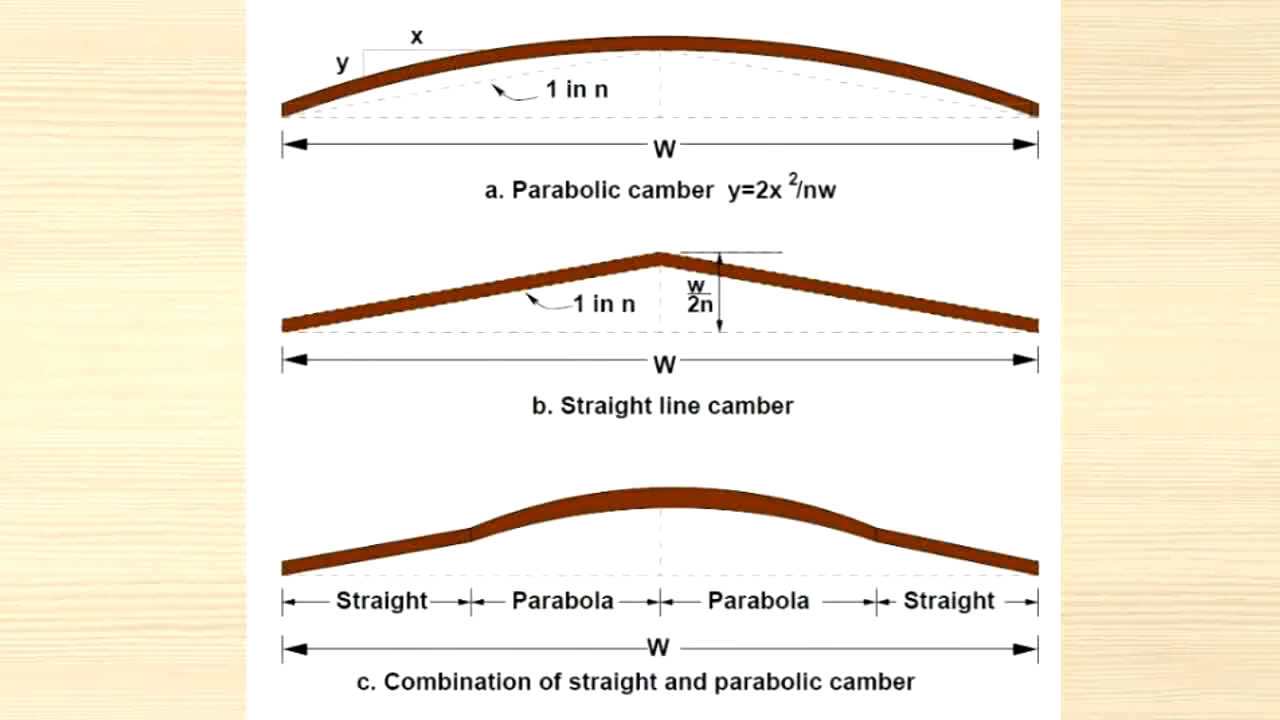 x
y
1 in n
W
a. Parabolic camber y=2x ²/nw
1 in n
w
2n
W
b. Straight line camber
Straight Parabola Parabola Straight
W
c. Combination of straight and parabolic camber